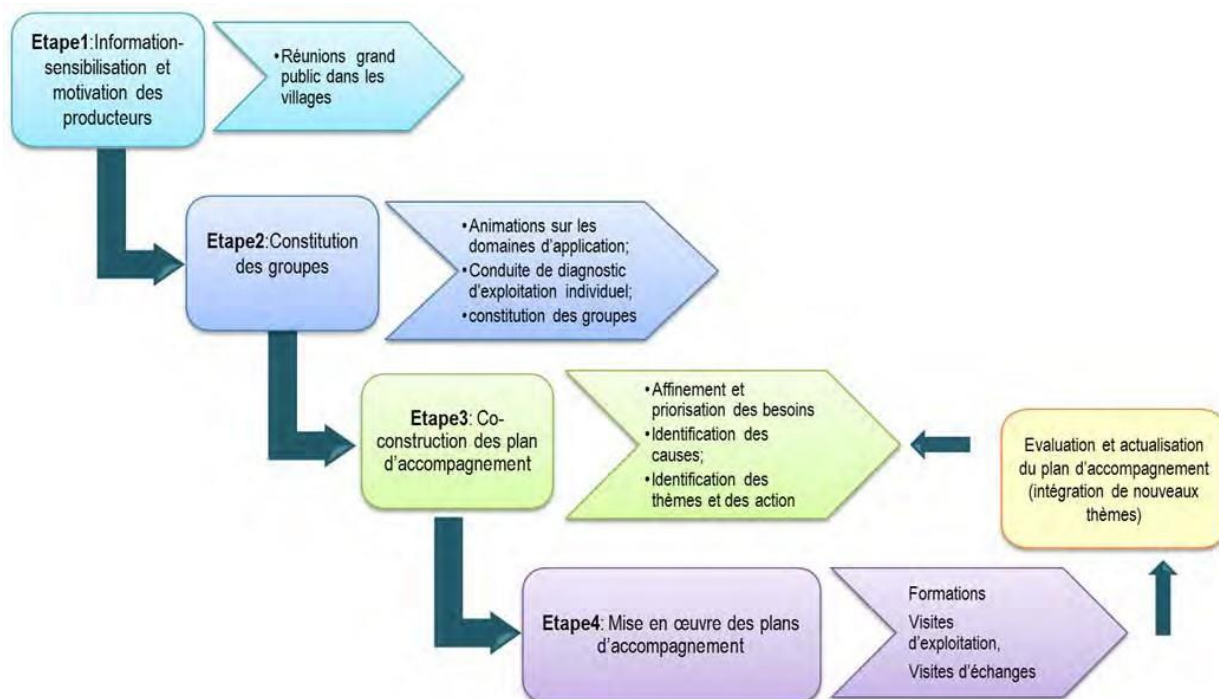 Etape1:Information-
sensibilisation et
motivation des
producteurs
•Réunions grand
public dans les
villages
Etape2:Constitution
des groupes
•Animations sur les
domaines d'application;
•Conduite de diagnostic
d'exploitation individuel;
•constitution des groupes
Etape3: Co-
construction des plan
d'accompagnement
•Affinement et
priorisation des besoins
•Identification des
causes;
•Identification des
thèmes et des action
Evaluation et actualisation
du plan d'accompagnement
(intégration de nouveaux
thèmes)
Etape4: Mise en œuvre des plans
d'accompagnement
Formations
Visites
d'exploitation,
Visites d'échanges